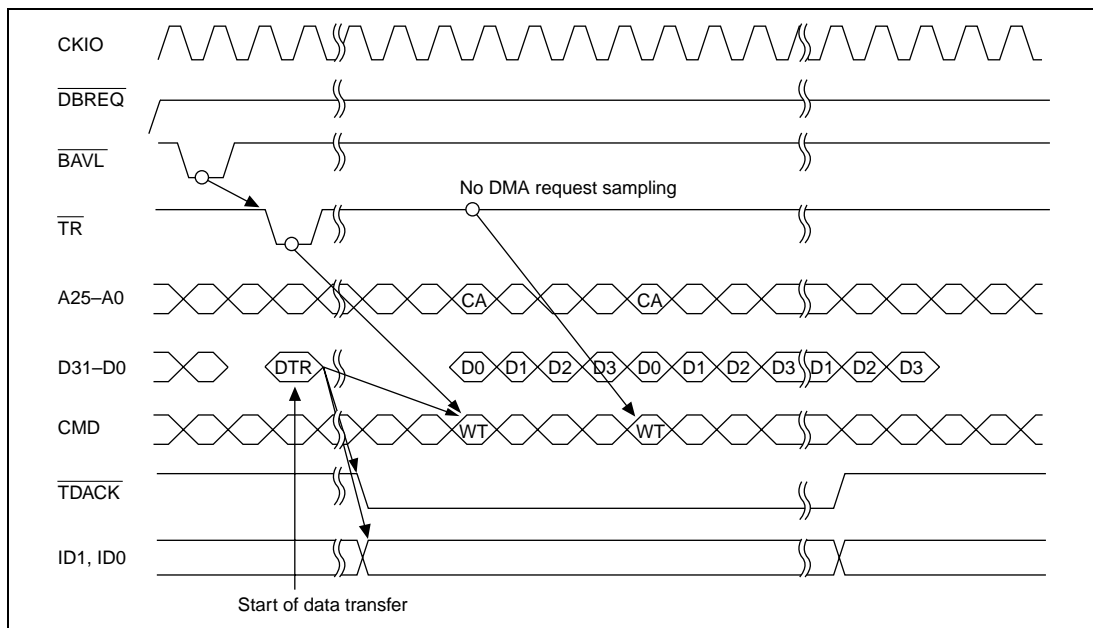 CKIO
DBREQ
BAVL
No DMA request sampling
TR
A25–A0 CA CA
D31–D0 DTR D0 D1 D2 D3 D0 D1 D2 D3 D1 D2 D3
CMD WT WT
TDACK
ID1, ID0
Start of data transfer